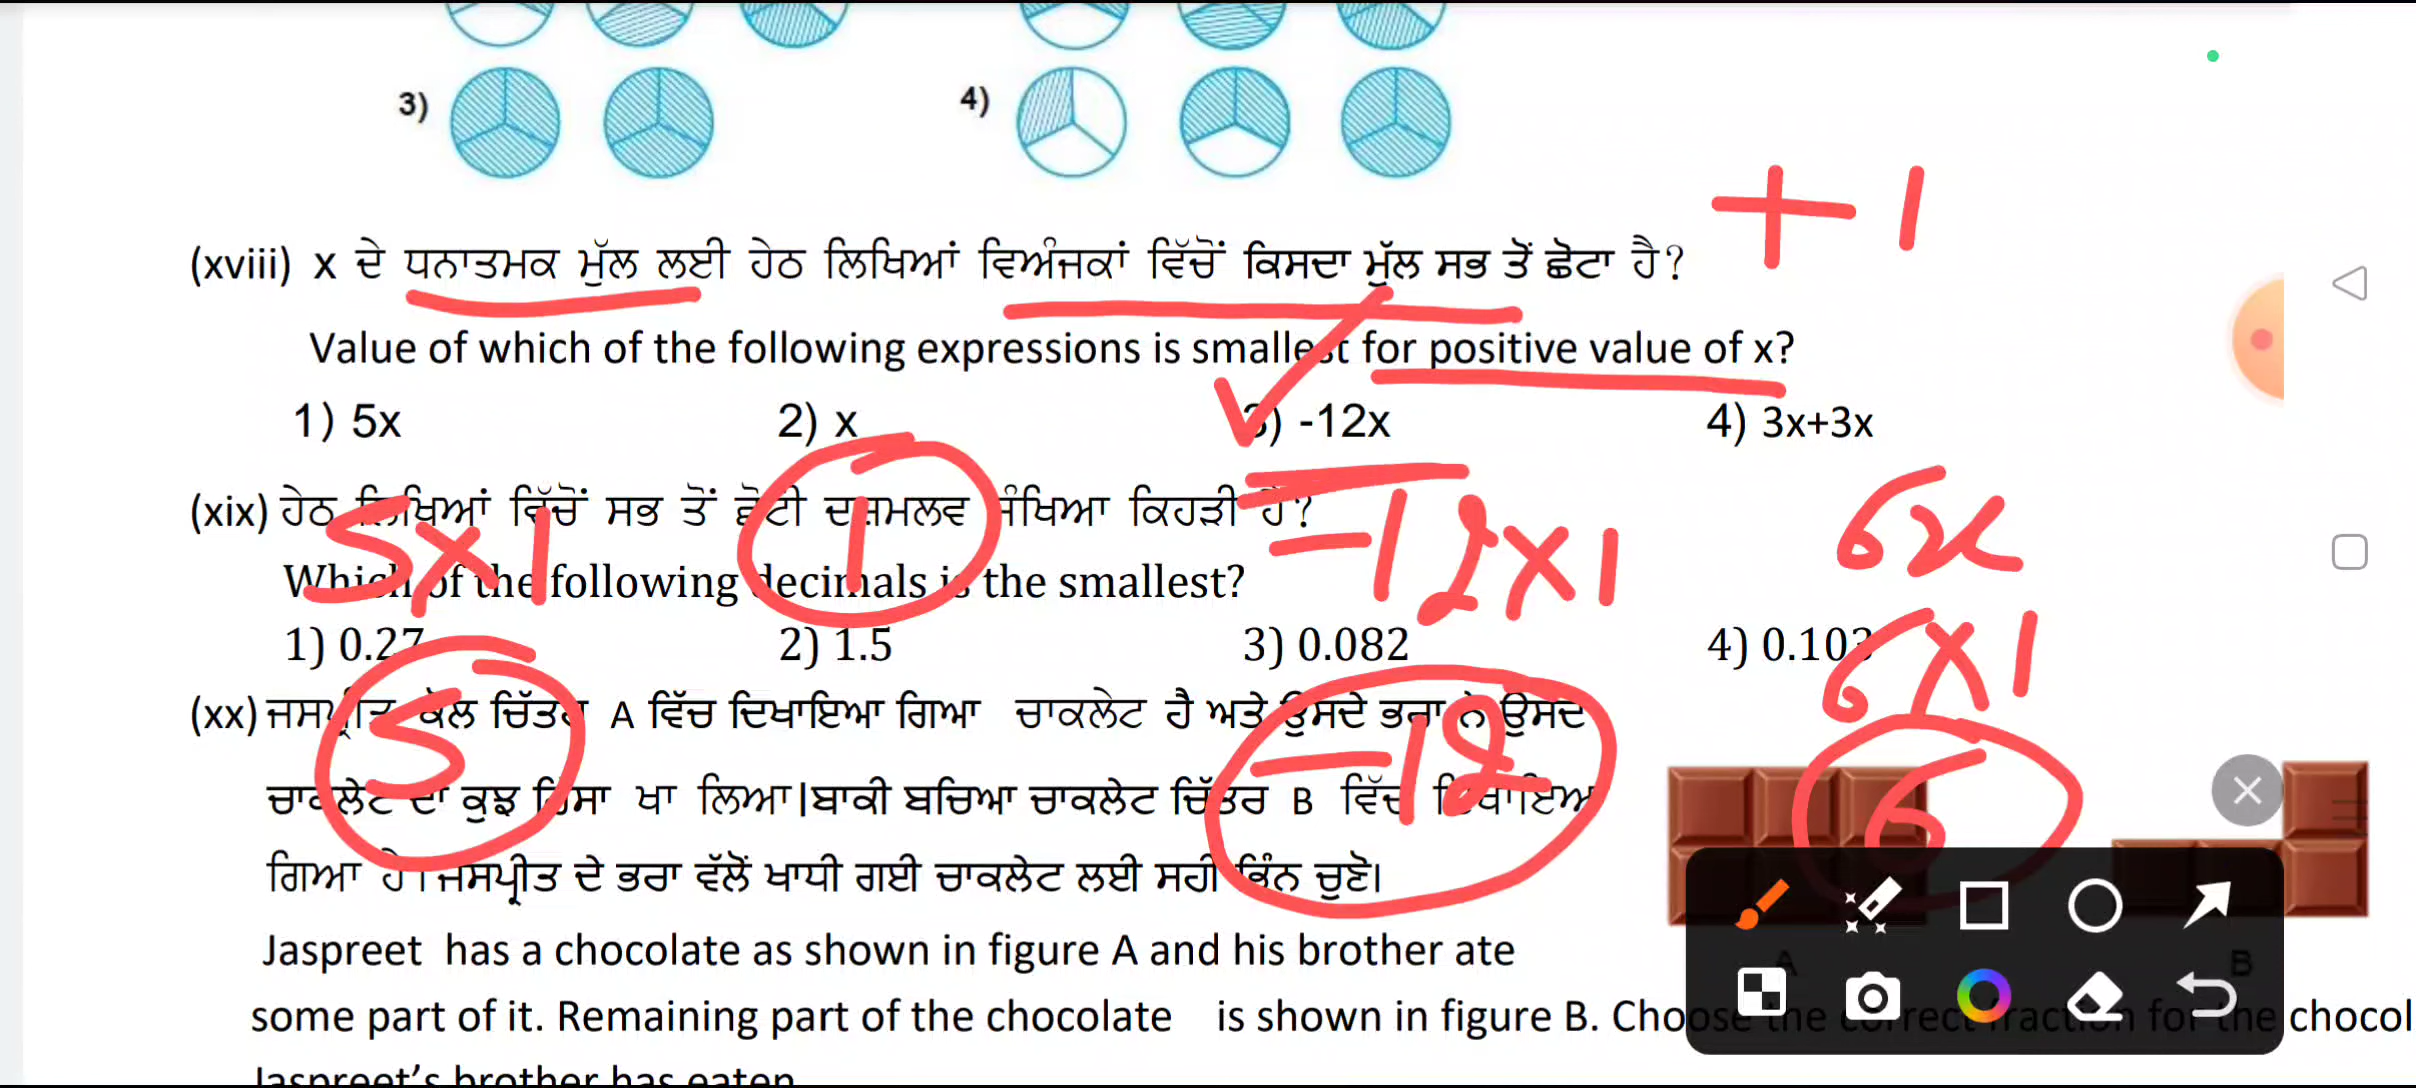 3)
4)
+1
(xviii) x ਦੇ ਧਨਾਤਮਕ ਮੁੱਲ ਲਈ ਹੇਠ ਲਿਖਿਆਂ ਵਿਅੰਜਕਾਂ ਵਿੱਚੋਂ ਕਿਸਦਾ ਮੁੱਲ ਸਭ ਤੋਂ ਛੋਟਾ ਹੈ?
Value of which of the following expressions is smallest for positive value of x?
1) 5x 2) x 3) -12x 4) 3x+3x
(xix) ਹੇਠ ਲਿਖਿਆਂ ਵਿੱਚੋਂ ਸਭ ਤੋਂ ਛੋਟੀ ਦਸ਼ਮਲਵ ਸੰਖਿਆ ਕਿਹੜੀ ਹੈ?
5x1 1 -12x1 6x
Which of the following decimals is the smallest?
1) 0.27 2) 1.5 3) 0.082 4) 0.103
6x1
(xx) ਜਸਪ੍ਰੀਤ ਕੋਲ ਚਿੱਤਰ A ਵਿੱਚ ਦਿਖਾਇਆ ਗਿਆ ਚਾਕਲੇਟ ਹੈ ਅਤੇ ਉਸਦੇ ਭਰਾ ਨੇ ਉਸਦੇ
5 -12 6
ਚਾਕਲੇਟ ਦਾ ਕੁਝ ਹਿੱਸਾ ਖਾ ਲਿਆ।ਬਾਕੀ ਬਚਿਆ ਚਾਕਲੇਟ ਚਿੱਤਰ B ਵਿੱਚ ਦਿਖਾਇਆ
ਗਿਆ ਹੈ। ਜਸਪ੍ਰੀਤ ਦੇ ਭਰਾ ਵੱਲੋਂ ਖਾਧੀ ਗਈ ਚਾਕਲੇਟ ਲਈ ਸਹੀ ਭਿੰਨ ਚੁਣੋ।
Jaspreet has a chocolate as shown in figure A and his brother ate
A B
some part of it. Remaining part of the chocolate is shown in figure B. Choose the correct fraction for the chocol
Jaspreet's brother has eaten